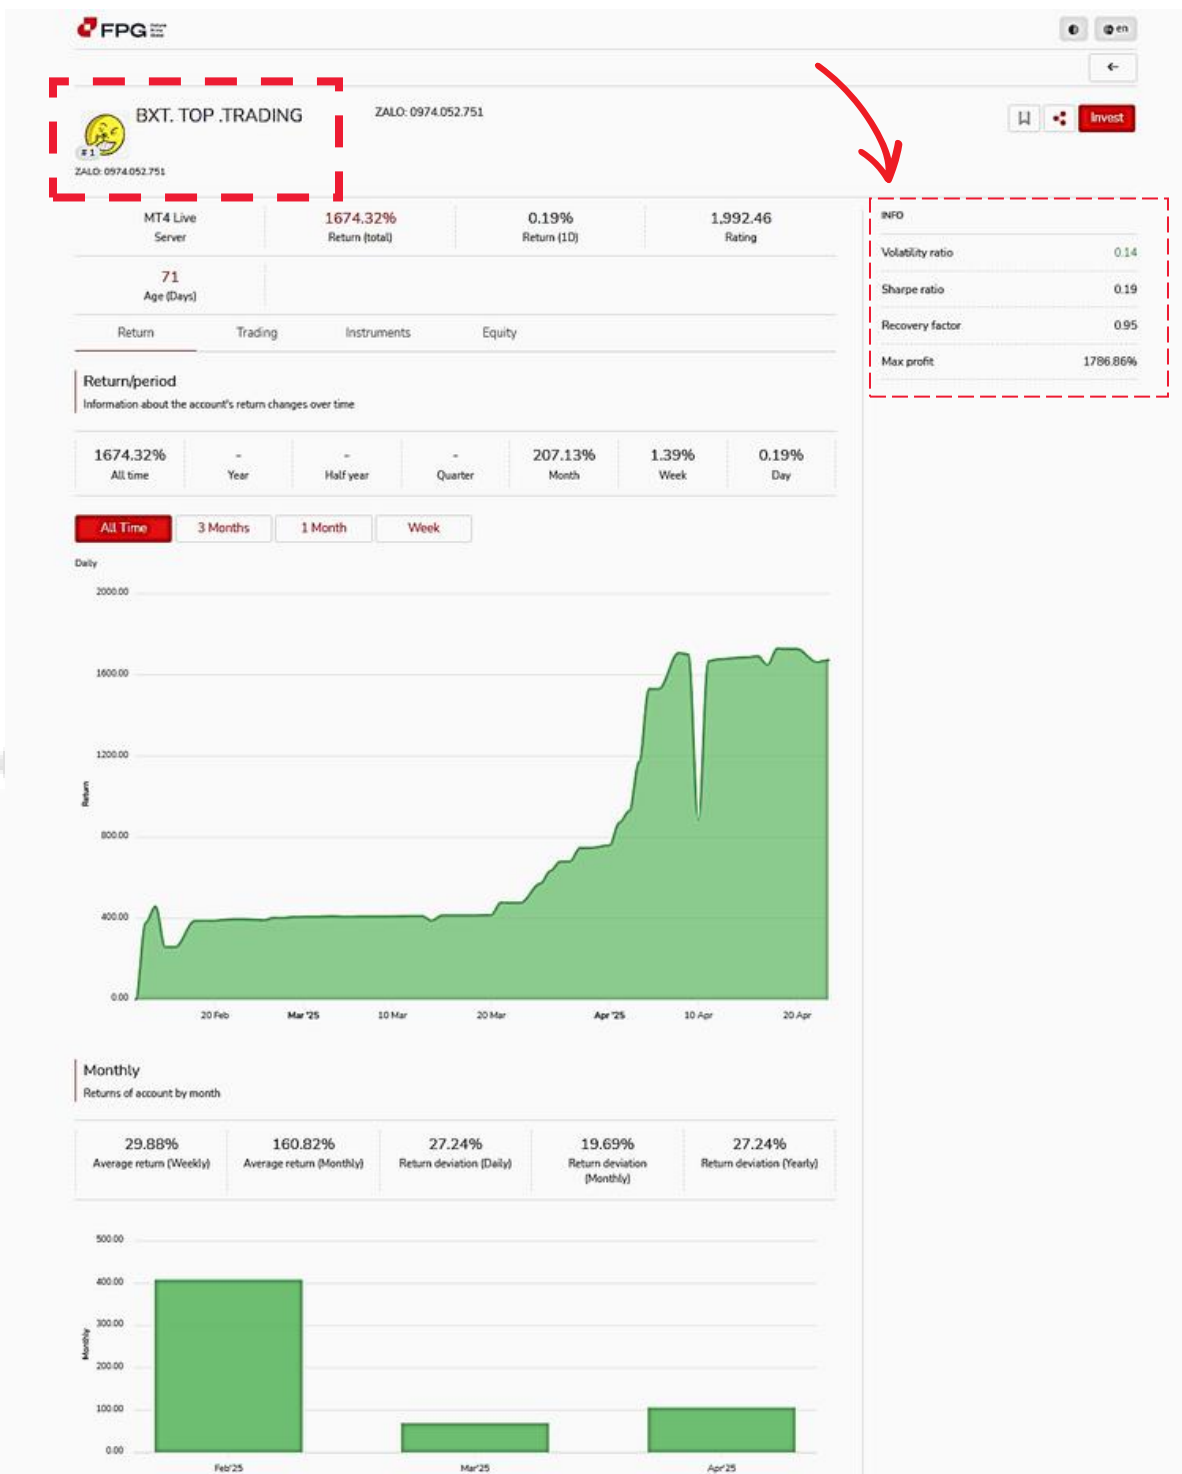 FPG
en
BXT. TOP .TRADING
ZALO: 0974.052.751
#1
ZALO: 0974.052.751
Invest
MT4 Live
Server
1674.32%
Return (total)
0.19%
Return (1D)
1,992.46
Rating
71
Age (Days)
INFO
Volatility ratio 0.14
Sharpe ratio 0.19
Recovery factor 0.95
Max profit 1786.86%
Return Trading Instruments Equity
Return/period
Information about the account's return changes over time
1674.32% - - - 207.13% 1.39% 0.19%
All time Year Half year Quarter Month Week Day
All Time 3 Months 1 Month Week
Daily
2000.00
1600.00
1200.00
Return
800.00
400.00
0.00
20 Feb Mar '25 10 Mar 20 Mar Apr '25 10 Apr 20 Apr
Monthly
Returns of account by month
29.88%
Average return (Weekly)
160.82%
Average return (Monthly)
27.24%
Return deviation (Daily)
19.69%
Return deviation
(Monthly)
27.24%
Return deviation (Yearly)
500.00
400.00
300.00
Monthly
200.00
100.00
0.00
Feb'25 Mar'25 Apr'25